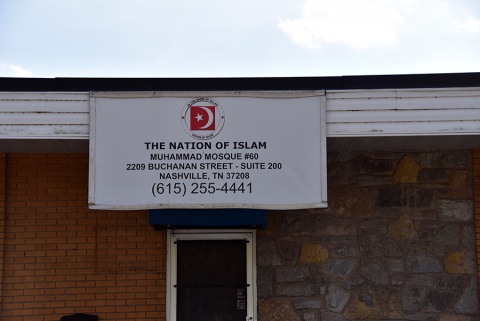 THE NATION OF ISLAM
MUHAMMAD MOSQUE #60
2209 BUCHANAN STREET - SUITE 200
NASHVILLE, TN 37208
(615) 255-4441